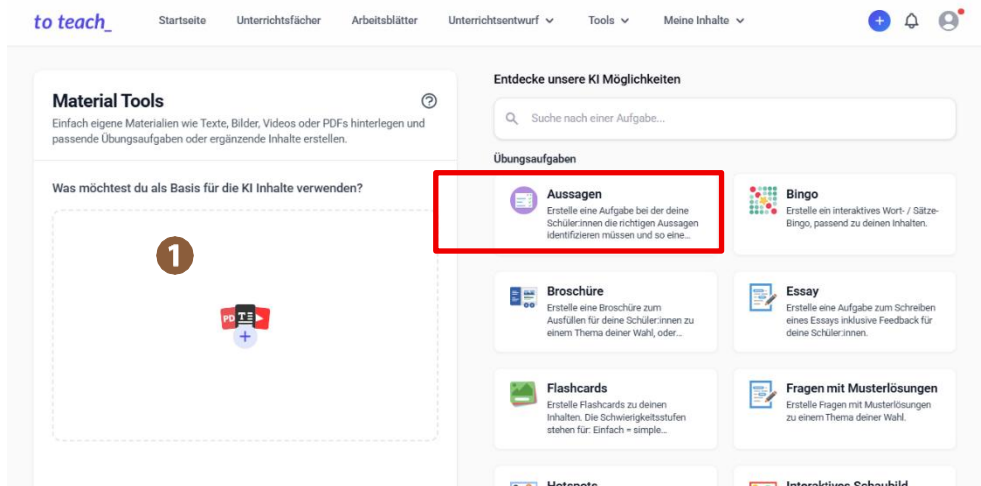 to teach_
Startseite
Unterrichtsfächer
Arbeitsblätter
Unterrichtsentwurf
Tools
Meine Inhalte
Material Tools
Einfach eigene Materialien wie Texte, Bilder, Videos oder PDFs hinterlegen und
passende Übungsaufgaben oder ergänzende Inhalte erstellen.
Was möchtest du als Basis für die KI Inhalte verwenden?
1
PD TE
Entdecke unsere KI Möglichkeiten
Suche nach einer Aufgabe...
Übungsaufgaben
Aussagen
Erstelle eine Aufgabe bei der deine
Schüler:innen die richtigen Aussagen
identifizieren müssen und so eine...
Bingo
Erstelle ein interaktives Wort- / Sätze-
Bingo, passend zu deinen Inhalten.
Broschüre
Erstelle eine Broschüre zum
Ausfüllen für deine Schüler:innen zu
einem Thema deiner Wahl, oder...
Essay
Erstelle eine Aufgabe zum Schreiben
eines Essays inklusive Feedback für
deine Schüler:innen.
Flashcards
Erstelle Flashcards zu deinen
Inhalten. Die Schwierigkeitsstufen
stehen für: Einfach = simple...
Fragen mit Musterlösungen
Erstelle Fragen mit Musterlösungen
zu einem Thema deiner Wahl.
Hotspots
Interaktives Schaubild